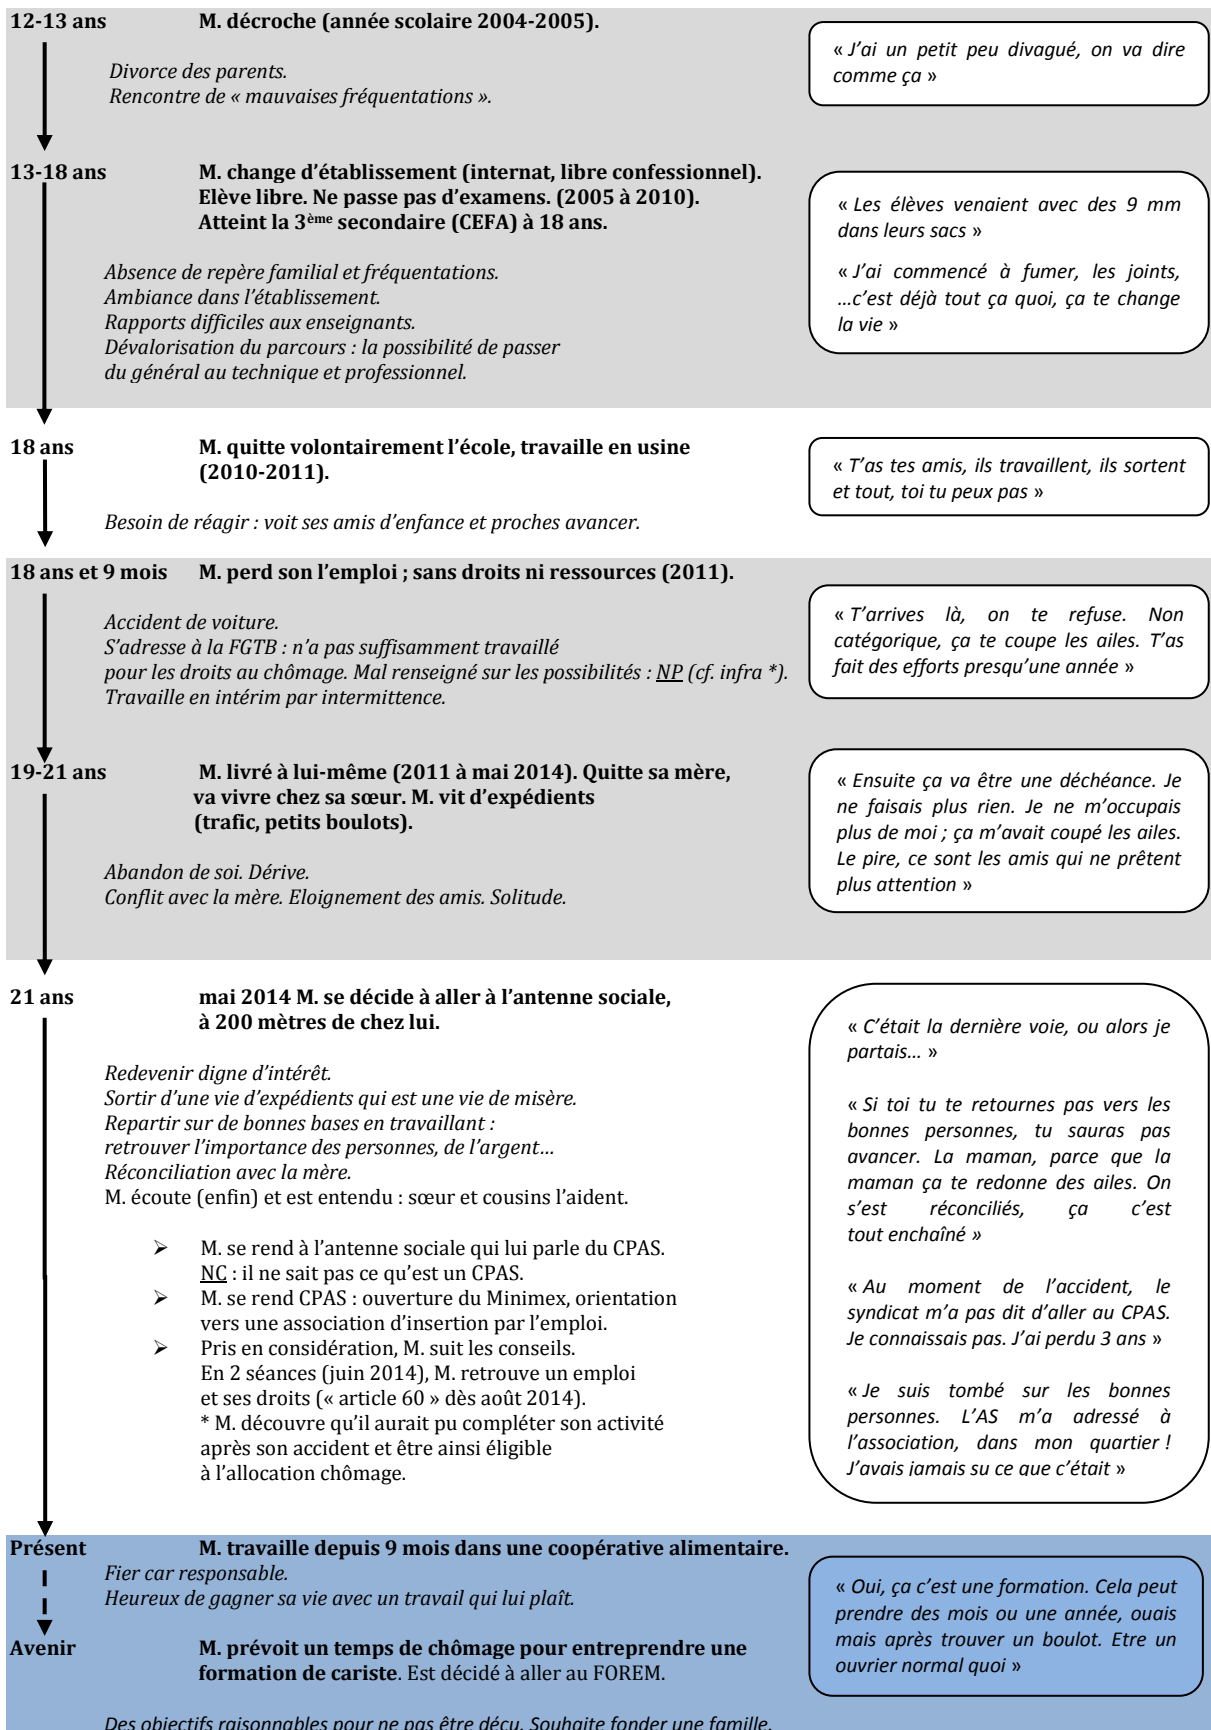 12-13 ans M. décroche (année scolaire 2004-2005).
Divorce des parents.
Rencontre de « mauvaises fréquentations ».
« J’ai un petit peu divagué, on va dire
comme ça »
13-18 ans M. change d’établissement (internat, libre confessionnel).
Elève libre. Ne passe pas d’examens. (2005 à 2010).
Atteint la 3ème secondaire (CEFA) à 18 ans.
Absence de repère familial et fréquentations.
Ambiance dans l’établissement.
Rapports difficiles aux enseignants.
Dévalorisation du parcours : la possibilité de passer
du général au technique et professionnel.
« Les élèves venaient avec des 9 mm
dans leurs sacs »
« J’ai commencé à fumer, les joints,
…c’est déjà tout ça quoi, ça te change
la vie »
18 ans M. quitte volontairement l’école, travaille en usine
(2010-2011).
Besoin de réagir : voit ses amis d’enfance et proches avancer.
« T’as tes amis, ils travaillent, ils sortent
et tout, toi tu peux pas »
18 ans et 9 mois M. perd son l’emploi ; sans droits ni ressources (2011).
Accident de voiture.
S’adresse à la FGTB : n’a pas suffisamment travaillé
pour les droits au chômage. Mal renseigné sur les possibilités : NP (cf. infra *).
Travaille en intérim par intermittence.
« T’arrives là, on te refuse. Non
catégorique, ça te coupe les ailes. T’as
fait des efforts presqu’une année »
19-21 ans M. livré à lui-même (2011 à mai 2014). Quitte sa mère,
va vivre chez sa sœur. M. vit d’expédients
(trafic, petits boulots).
Abandon de soi. Dérive.
Conflit avec la mère. Eloignement des amis. Solitude.
« Ensuite ça va être une déchéance. Je
ne faisais plus rien. Je ne m’occupais
plus de moi ; ça m’avait coupé les ailes.
Le pire, ce sont les amis qui ne prêtent
plus attention »
21 ans mai 2014 M. se décide à aller à l’antenne sociale,
à 200 mètres de chez lui.
Redevenir digne d’intérêt.
Sortir d’une vie d’expédients qui est une vie de misère.
Repartir sur de bonnes bases en travaillant :
retrouver l’importance des personnes, de l’argent…
Réconciliation avec la mère.
M. écoute (enfin) et est entendu : sœur et cousins l’aident.
➢ M. se rend à l’antenne sociale qui lui parle du CPAS.
NC : il ne sait pas ce qu’est un CPAS.
➢ M. se rend CPAS : ouverture du Minimex, orientation
vers une association d’insertion par l’emploi.
➢ Pris en considération, M. suit les conseils.
En 2 séances (juin 2014), M. retrouve un emploi
et ses droits (« article 60 » dès août 2014).
* M. découvre qu’il aurait pu compléter son activité
après son accident et être ainsi éligible
à l’allocation chômage.
« C’était la dernière voie, ou alors je
partais… »
« Si toi tu te retournes pas vers les
bonnes personnes, tu sauras pas
avancer. La maman, parce que la
maman ça te redonne des ailes. On
s’est réconciliés, ça c’est
tout enchaîné »
« Au moment de l’accident, le
syndicat m’a pas dit d’aller au CPAS.
Je connaissais pas. J’ai perdu 3 ans »
« Je suis tombé sur les bonnes
personnes. L’AS m’a adressé à
l’association, dans mon quartier !
J’avais jamais su ce que c’était »
Présent M. travaille depuis 9 mois dans une coopérative alimentaire.
Fier car responsable.
Heureux de gagner sa vie avec un travail qui lui plaît.
Avenir M. prévoit un temps de chômage pour entreprendre une
formation de cariste. Est décidé à aller au FOREM.
« Oui, ça c’est une formation. Cela peut
prendre des mois ou une année, ouais
mais après trouver un boulot. Etre un
ouvrier normal quoi »
Des objectifs raisonnables pour ne pas être déçu. Souhaite fonder une famille.